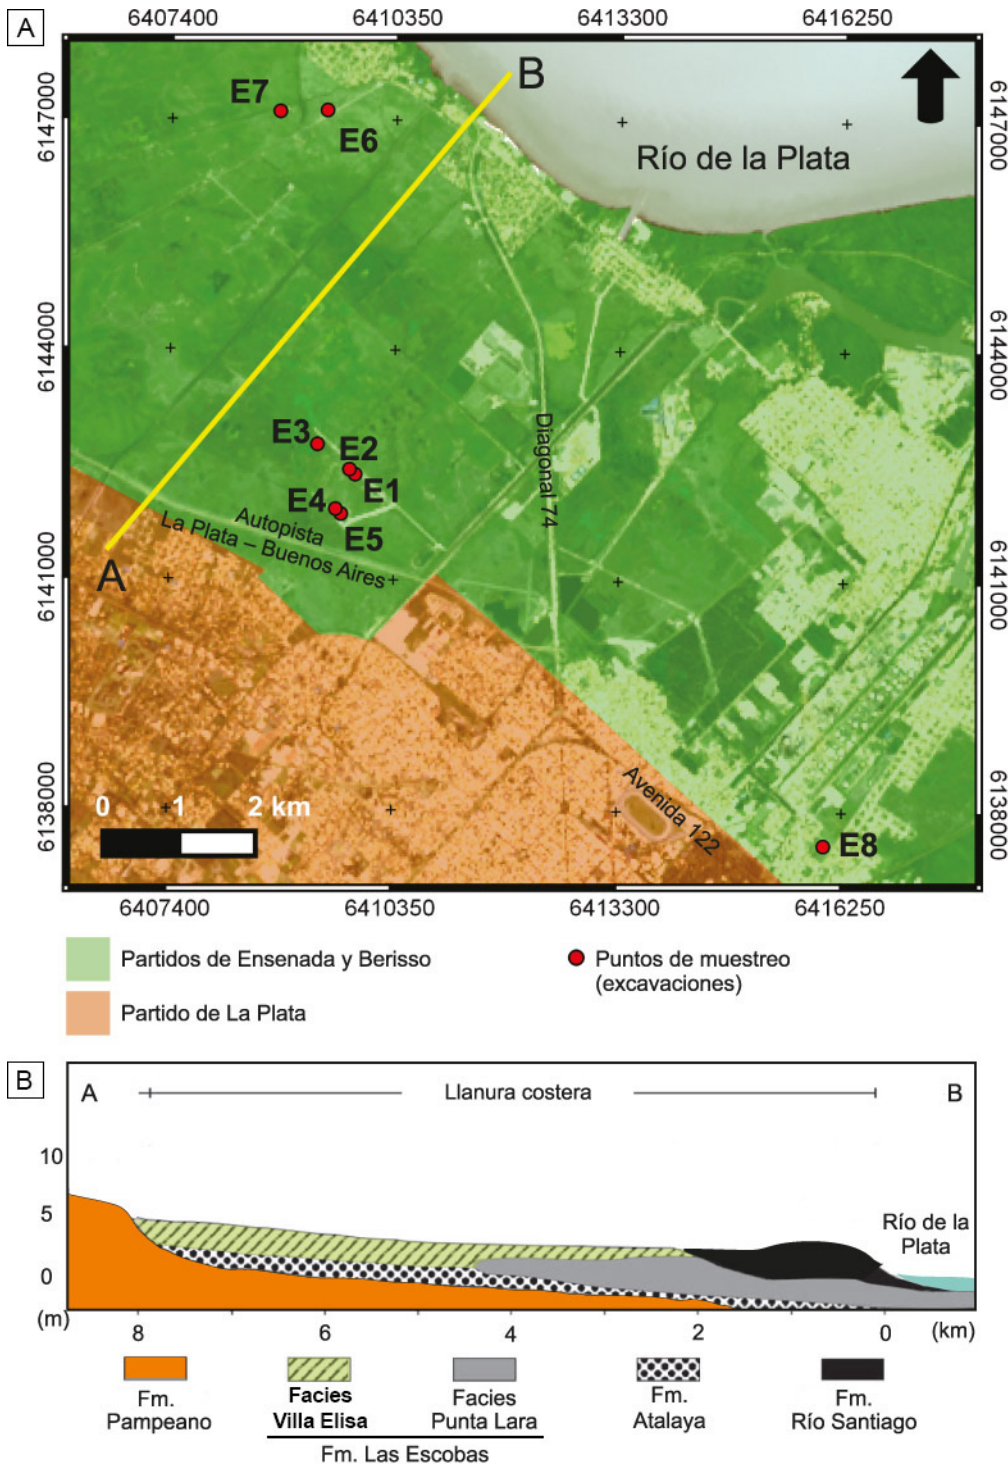 A
6407400 6410350 6413300 6416250
6147000
6144000
6141000
6138000
6147000
6144000
6141000
6138000
B
E7
E6
Río de la Plata
E3
E2
E1
E4
E5
Diagonal 74
Autopista
La Plata – Buenos Aires
A
0 1 2 km
Avenida 122
E8
6407400 6410350 6413300 6416250
Partidos de Ensenada y Berisso
Partido de La Plata
Puntos de muestreo
(excavaciones)
B
A Llanura costera B
10
5
0
(m)
Río de la
Plata
8 6 4 2 0 (km)
Fm.
Pampeano
Facies
Villa Elisa
Facies
Punta Lara
Fm. Las Escobas
Fm.
Atalaya
Fm.
Río Santiago